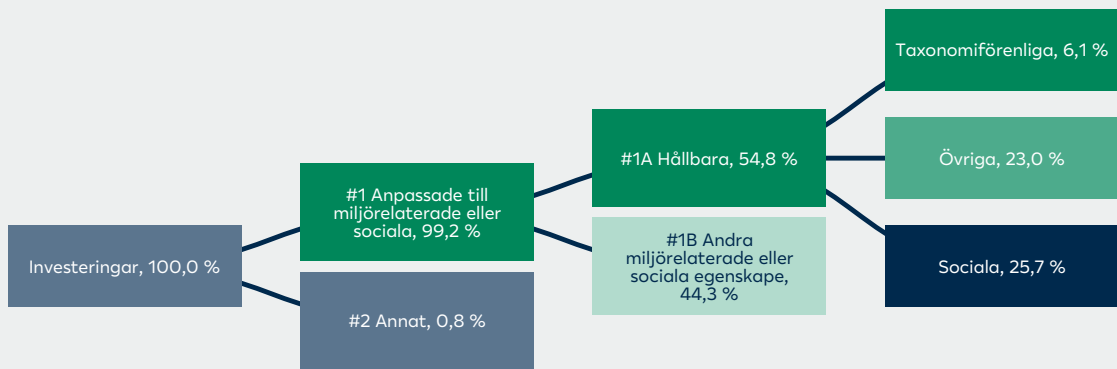 Investeringar, 100,0 %
#1 Anpassade till
miljörelaterade eller
sociala, 99,2 %
#2 Annat, 0,8 %
#1A Hållbara, 54,8 %
#1B Andra
miljörelaterade eller
sociala egenskape,
44,3 %
Taxonomiförenliga, 6,1 %
Övriga, 23,0 %
Sociala, 25,7 %